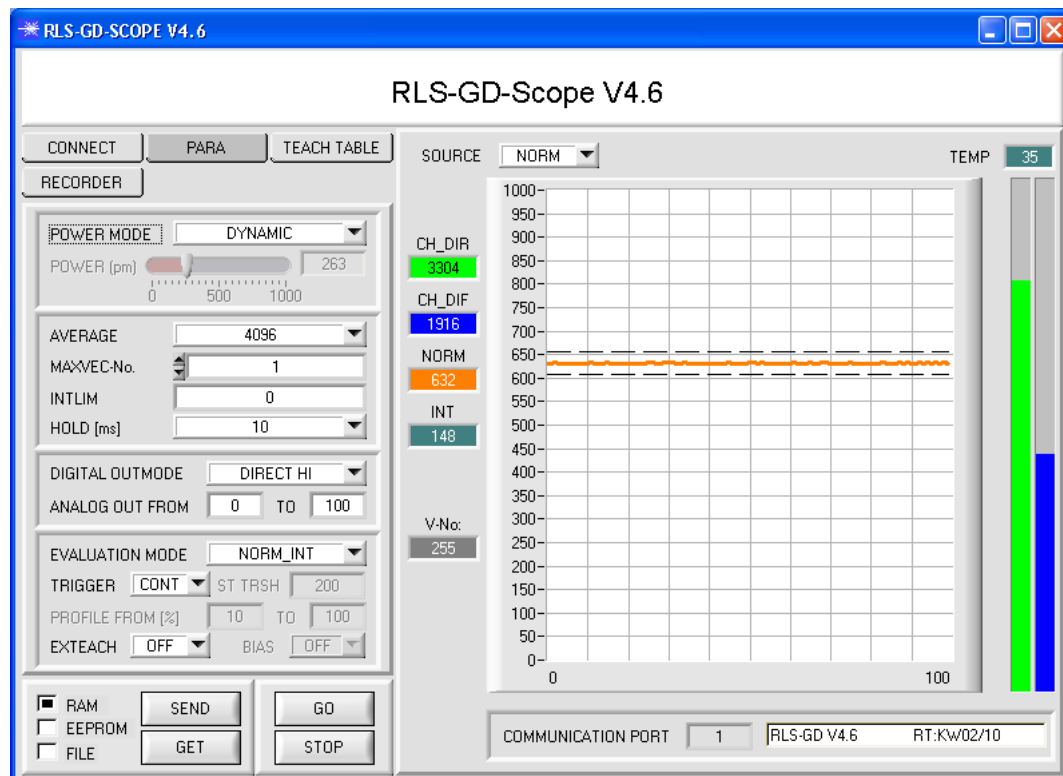 RLS-GD-SCOPE V4.6
RLS-GD-Scope V4.6
CONNECT PARA TEACH TABLE
RECORDER
POWER MODE DYNAMIC
POWER (pm) 263
0 500 1000
AVERAGE 4096
MAXVEC-No. 1
INTLIM 0
HOLD [ms] 10
DIGITAL OUTMODE DIRECT HI
ANALOG OUT FROM 0 TO 100
EVALUATION MODE NORM_INT
TRIGGER CONT ST TRSH 200
PROFILE FROM [%] 10 TO 100
EXTEACH OFF BIAS OFF
RAM
EEPROM
FILE
SEND GO
GET STOP
SOURCE NORM TEMP 35
CH_DIR
3304
CH_DIF
1916
NORM
632
INT
148
V-No:
255
1000
950
900
850
800
750
700
650
600
550
500
450
400
350
300
250
200
150
100
50
0
0 100
COMMUNICATION PORT 1 RLS-GD V4.6 RT:KW02/10